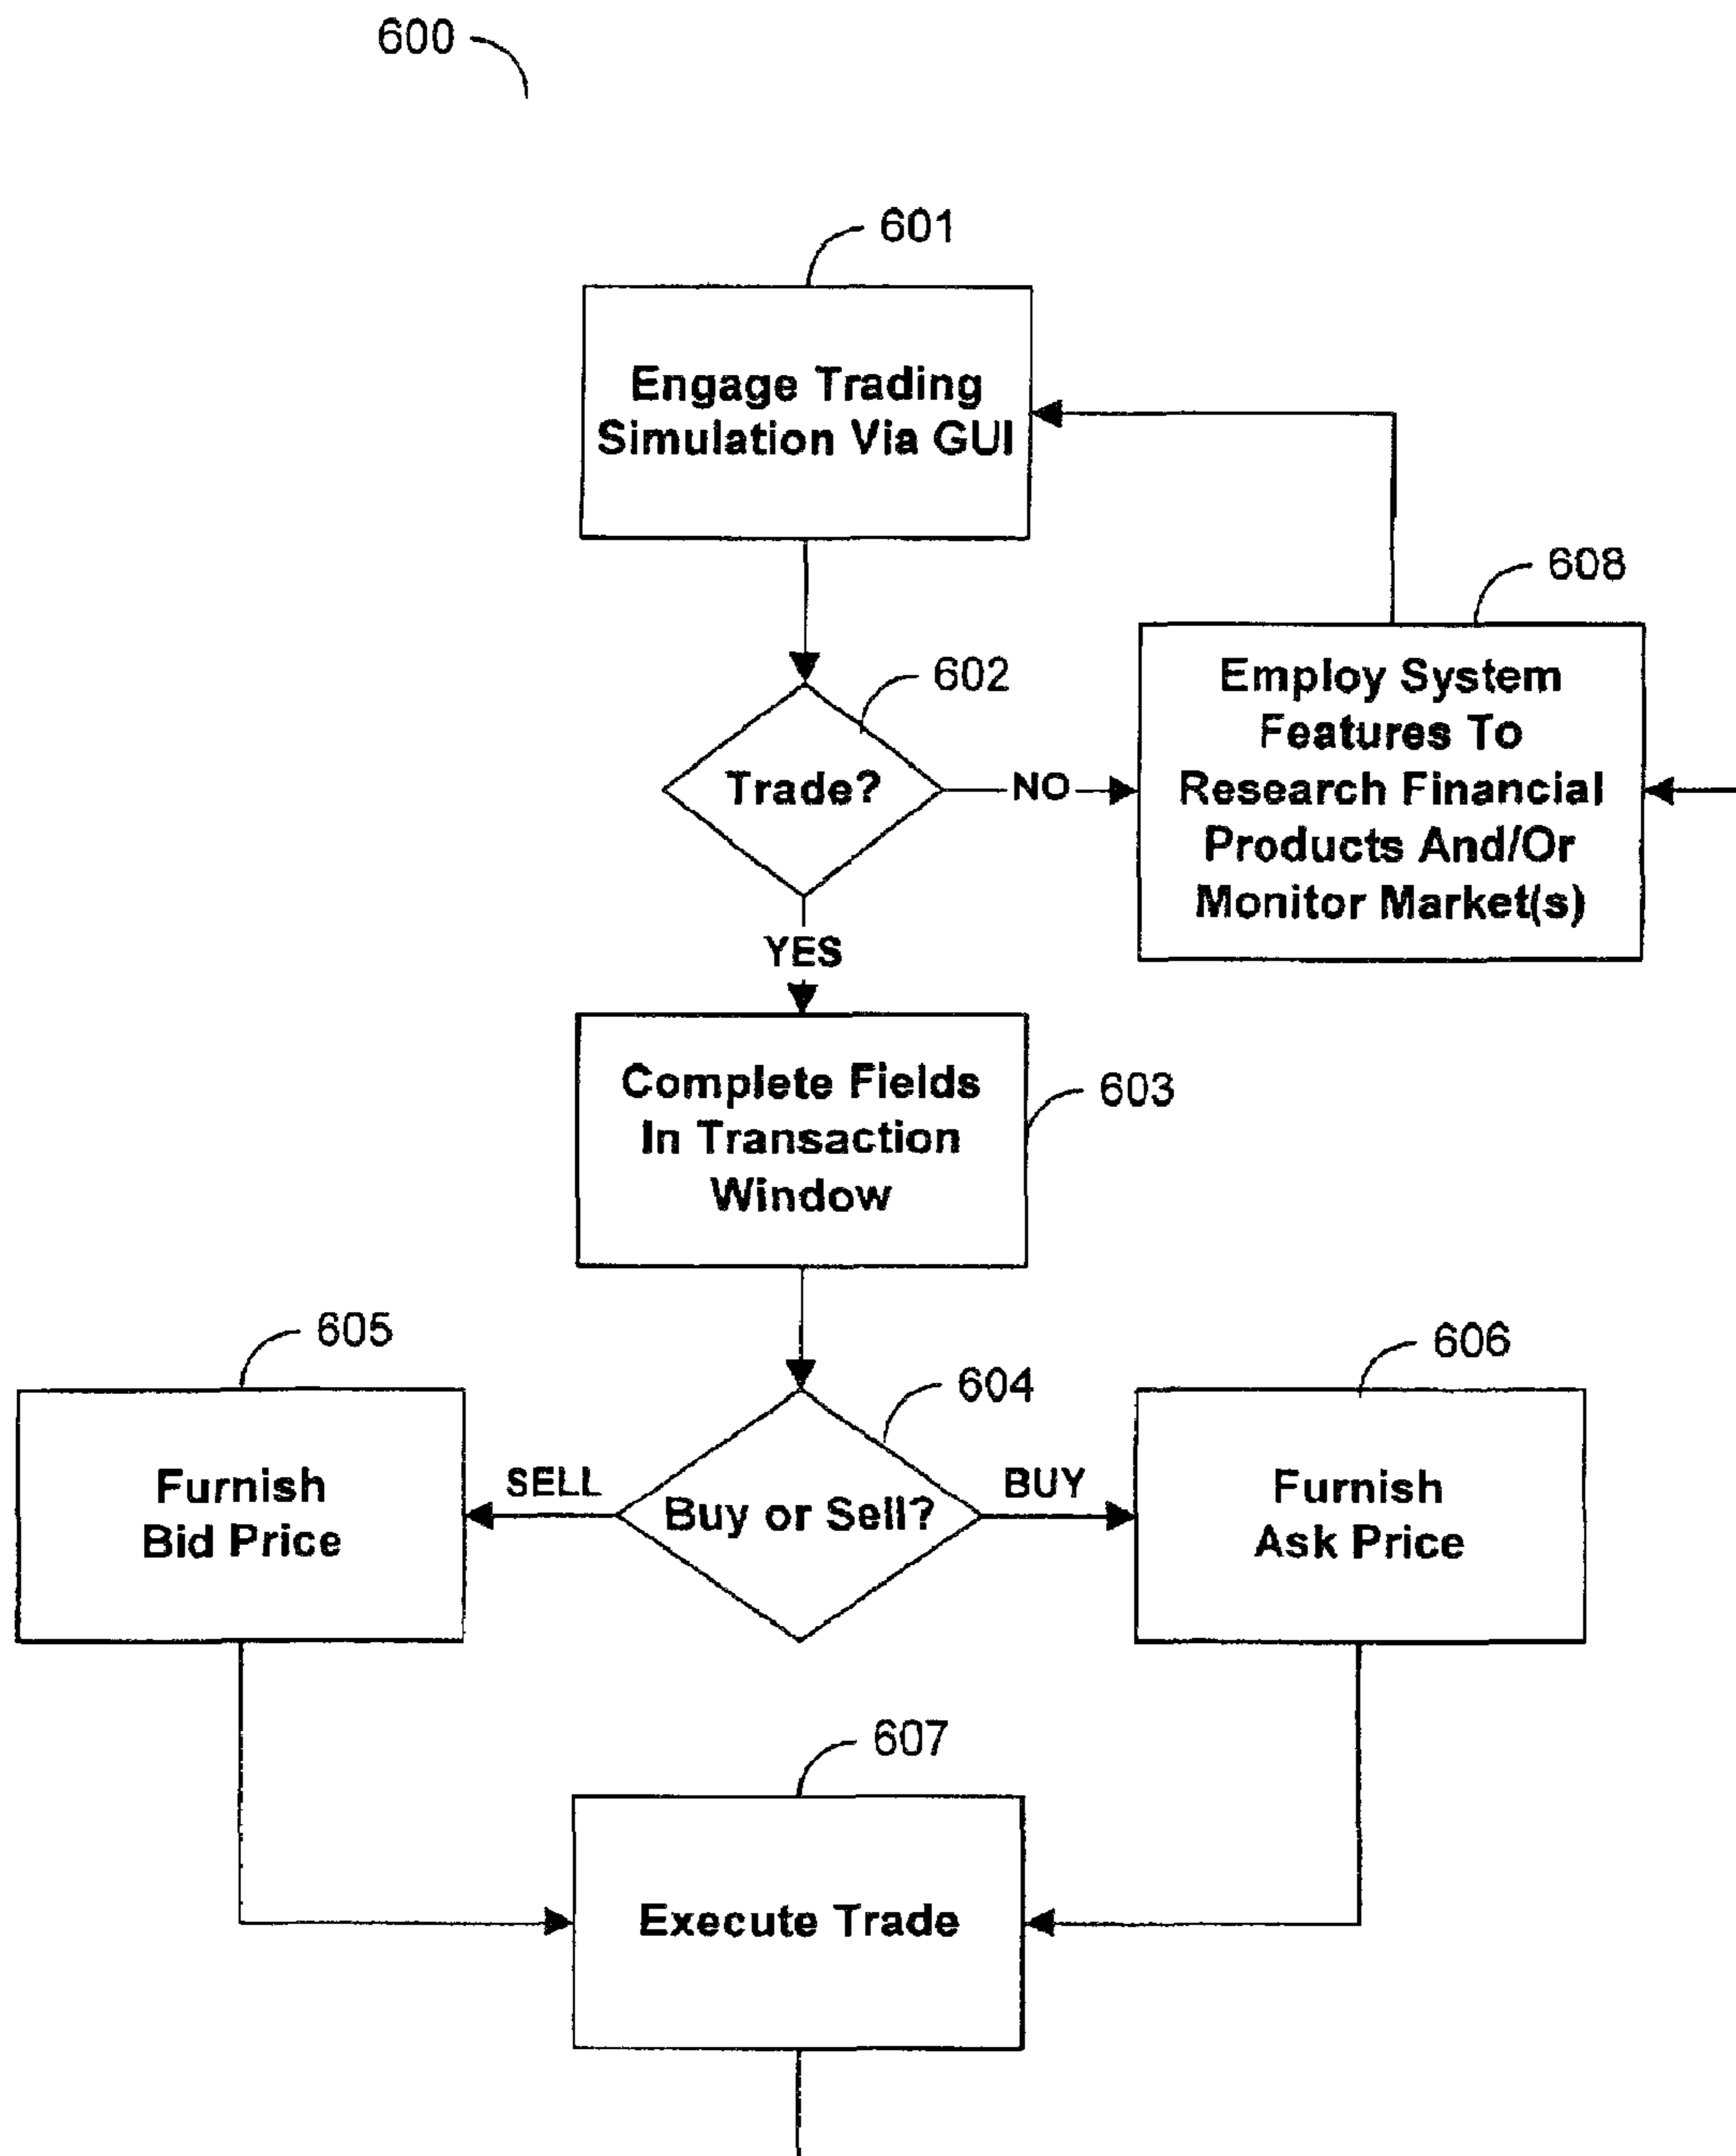 600
601
Engage Trading
Simulation Via GUI
608
Employ System
Features To
Research Financial
Products And/Or
Monitor Market(s)
602
Trade?
NO
YES
603
Complete Fields
In Transaction
Window
605
604
606
Furnish
Bid Price
SELL
Buy or Sell?
BUY
Furnish
Ask Price
607
Execute Trade